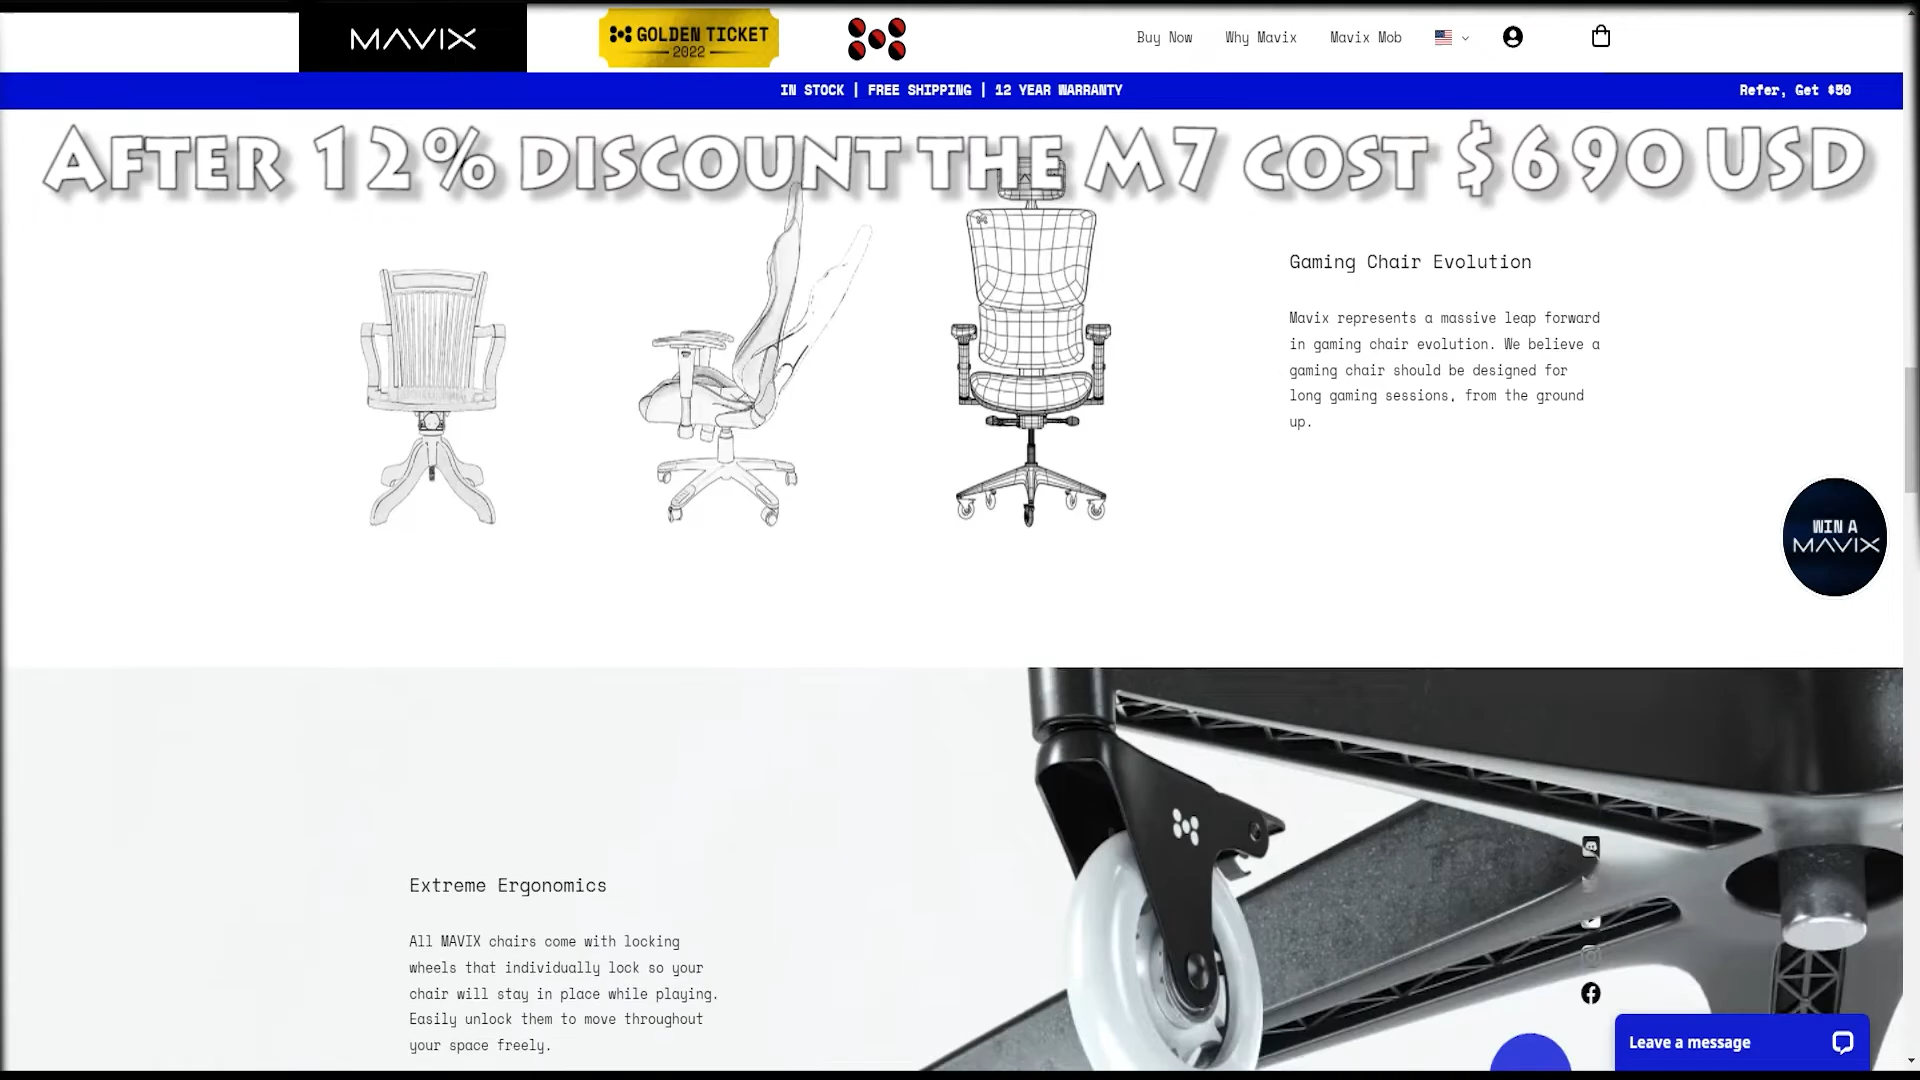 MAVIX
GOLDEN TICKET
2022
Buy Now
Why Mavix
Mavix Mob
IN STOCK | FREE SHIPPING | 12 YEAR WARRANTY
Refer, Get $50
AFTER 12% DISCOUNT THE M7 COST $690 USD
Gaming Chair Evolution
Mavix represents a massive leap forward
in gaming chair evolution. We believe a
gaming chair should be designed for
long gaming sessions, from the ground
up.
WIN A
MAVIX
Extreme Ergonomics
All MAVIX chairs come with locking
wheels that individually lock so your
chair will stay in place while playing.
Easily unlock them to move throughout
your space freely.
Leave a message